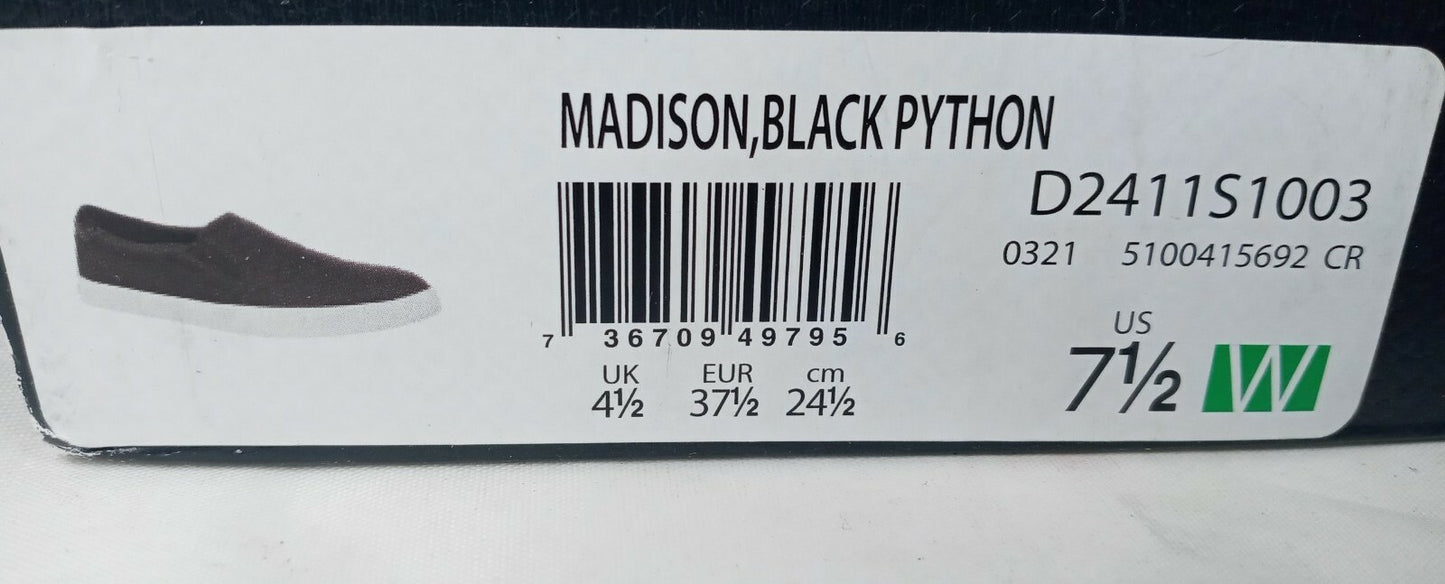 MADISON,BLACK PYTHON
D2411S1003
0321 5100415692 CR
7 36709 49795 6
UK EUR cm
4½ 37½ 24½
US
7½ W